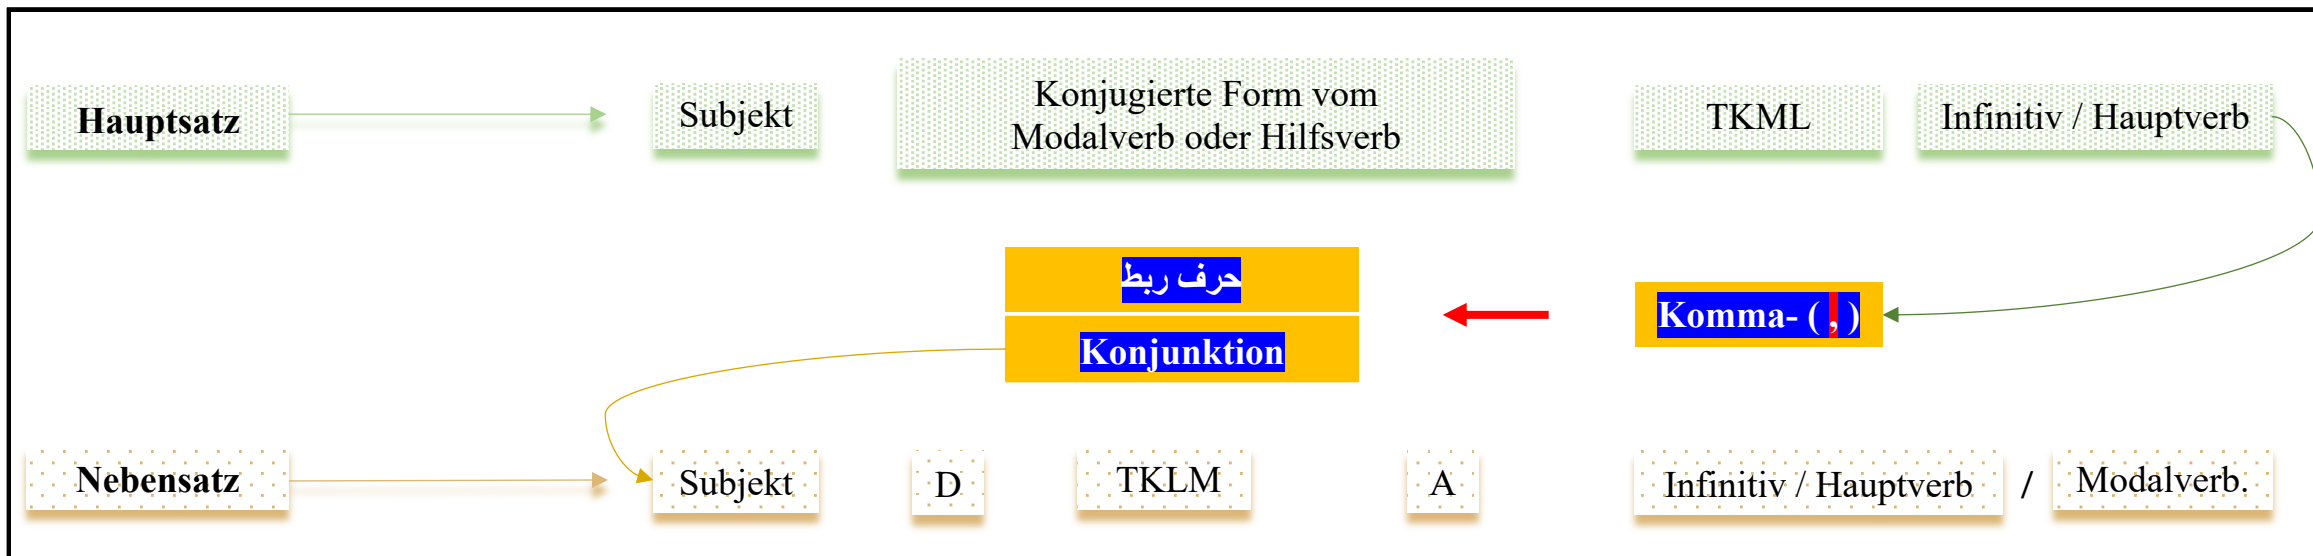 Hauptsatz
Subjekt
Konjugierte Form vom
Modalverb oder Hilfsverb
TKML
Infinitiv / Hauptverb
حرف ربط
Konjunktion
Komma- ( , )
Nebensatz
Subjekt
D
TKLM
A
Infinitiv / Hauptverb
/
Modalverb.